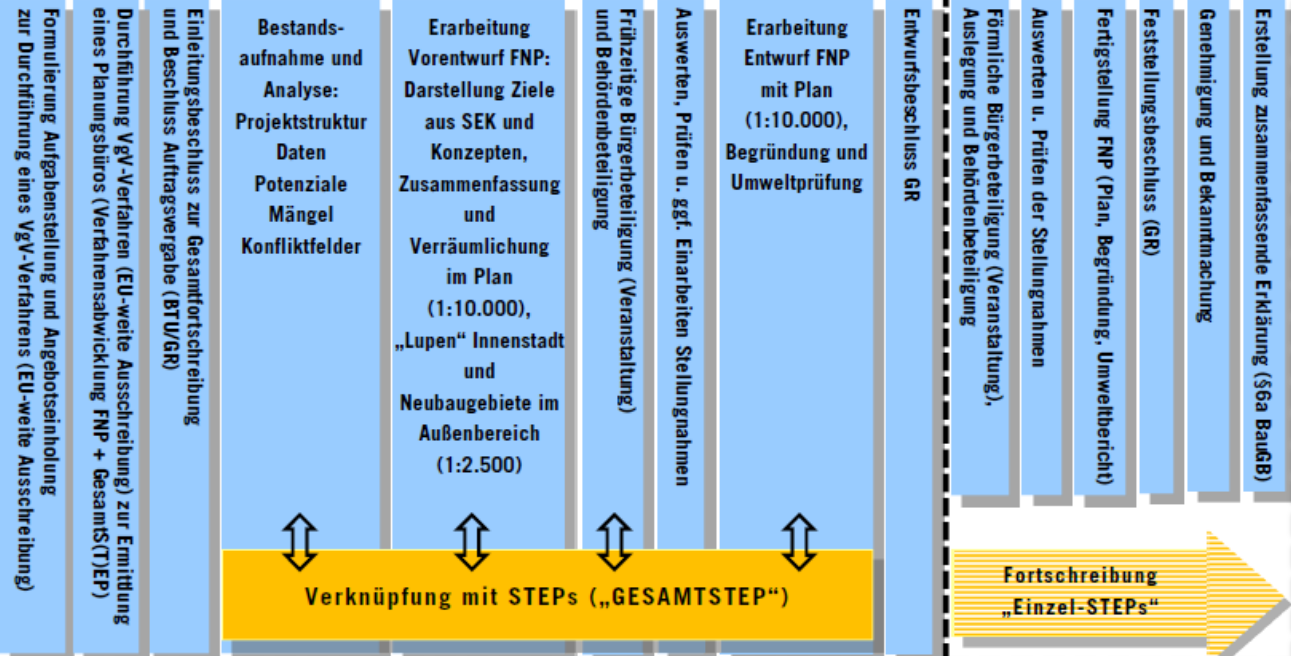 Formulierung Aufgabenstellung und Angebotseinholung
zur Durchführung eines VgV-Verfahrens (EU-weite Ausschreibung)
Durchführung VgV-Verfahren (EU-weite Ausschreibung) zur Ermittlung
eines Planungsbüros (Verfahrensabwicklung FNP + GesamtS(T)EP)
Einleitungsbeschluss zur Gesamtfortschreibung
und Beschluss Auftragsvergabe (BTU/GR)
Bestands-
aufnahme und
Analyse:
Projektstruktur
Daten
Potenziale
Mängel
Konfliktfelder
Erarbeitung
Vorentwurf FNP:
Darstellung Ziele
aus SEK und
Konzepten,
Zusammenfassung
und
Verräumlichung
im Plan
(1:10.000),
„Lupen“ Innenstadt
und
Neubaugebiete im
Außenbereich
(1:2.500)
Frühzeitige Bürgerbeteiligung (Veranstaltung)
und Behördenbeteiligung
Auswerten, Prüfen u. ggf. Einarbeiten Stellungnahmen
Erarbeitung
Entwurf FNP
mit Plan
(1:10.000),
Begründung und
Umweltprüfung
Entwurfsbeschluss GR
Förmliche Bürgerbeteiligung (Veranstaltung),
Auslegung und Behördenbeteiligung
Auswerten u. Prüfen der Stellungnahmen
Fertigstellung FNP (Plan, Begründung, Umweltbericht)
Feststellungsbeschluss (GR)
Genehmigung und Bekanntmachung
Erstellung zusammenfassende Erklärung (§6a BauGB)
Verknüpfung mit STEPs („GESAMTSTEP“)
Fortschreibung
„Einzel-STEPs“